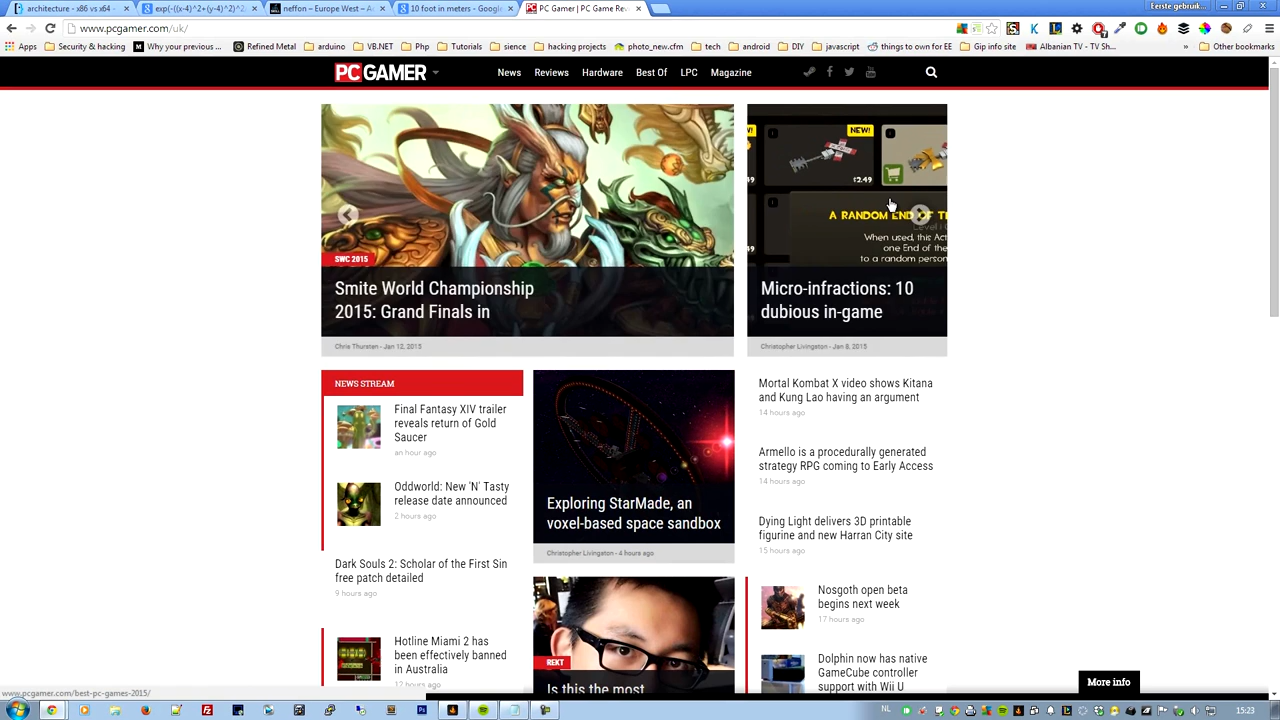 architecture - x86 vs x64 -
exp(-((x-4)^2+(y-4)^2)^2
neffon – Europe West – A
10 foot in meters - Google
PC Gamer | PC Game Rev
Eerste gebruik...
www.pcgamer.com/uk/
Apps
Security & hacking
Why your previous ...
Refined Metal
arduino
VB.NET
Php
Tutorials
sience
hacking projects
photo_new.cfm
tech
android
DIY
javascript
things to own for EE
Gip info site
Albanian TV - TV Sh...
Other bookmarks
PC GAMER
News
Reviews
Hardware
Best Of
LPC
Magazine
SWC 2015
Smite World Championship
2015: Grand Finals in
Chris Thursten - Jan 12, 2015
NEW!
£2.49
A RANDOM END OF T
When used, this Act
one End of the
to a random person
Micro-infractions: 10
dubious in-game
Christopher Livingston - Jan 8, 2015
NEWS STREAM
Final Fantasy XIV trailer
reveals return of Gold
Saucer
an hour ago
Oddworld: New 'N' Tasty
release date announced
2 hours ago
Dark Souls 2: Scholar of the First Sin
free patch detailed
9 hours ago
Hotline Miami 2 has
been effectively banned
in Australia
12 hours ago
Exploring StarMade, an
voxel-based space sandbox
Christopher Livingston - 4 hours ago
REKT
Is this the most
Mortal Kombat X video shows Kitana
and Kung Lao having an argument
14 hours ago
Armello is a procedurally generated
strategy RPG coming to Early Access
14 hours ago
Dying Light delivers 3D printable
figurine and new Harran City site
15 hours ago
Nosgoth open beta
begins next week
17 hours ago
Dolphin now has native
GameCube controller
support with Wii U
More info
www.pcgamer.com/best-pc-games-2015/
NL
15:23